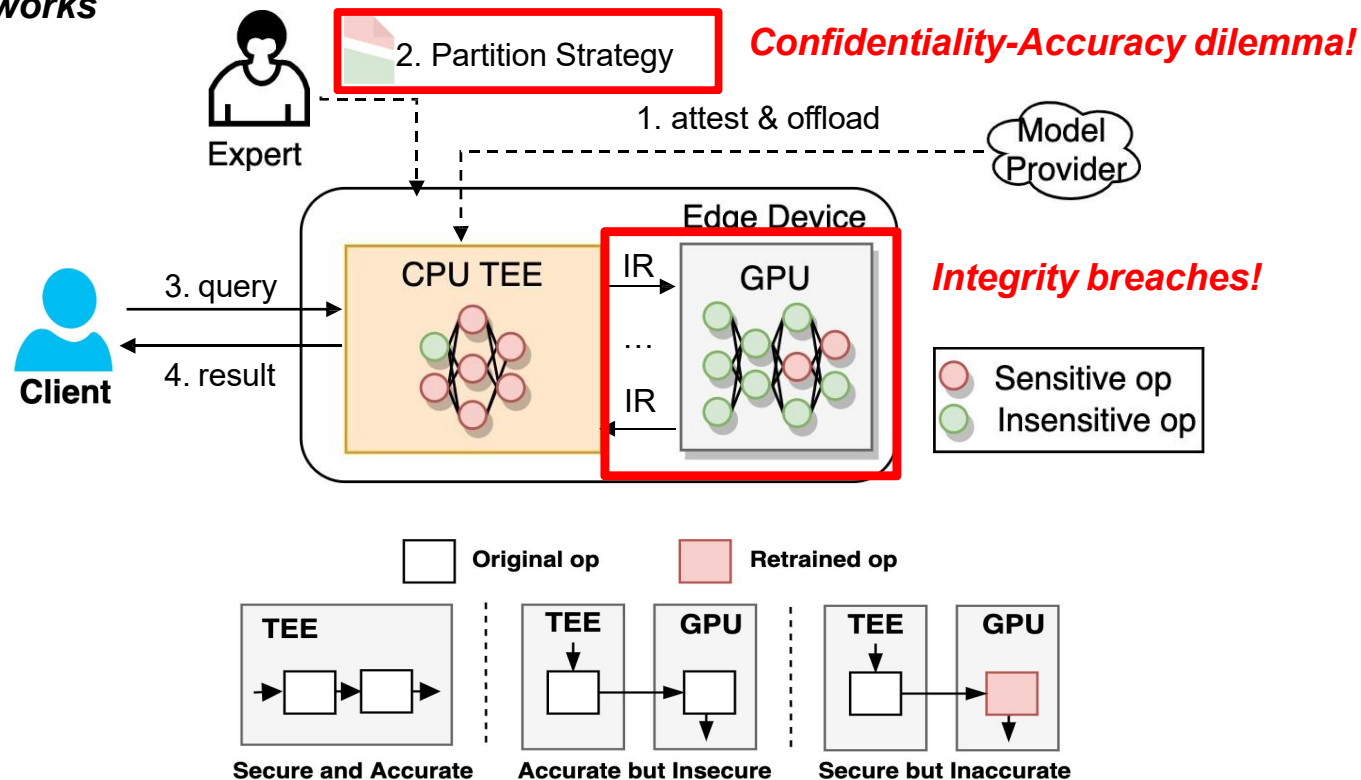 works
2. Partition Strategy
Confidentiality-Accuracy dilemma!
1. attest & offload
Model
Provider
Expert
Edge Device
CPU TEE
IR
GPU
Integrity breaches!
3. query
...
4. result
IR
Client
Sensitive op
Insensitive op
Original op
Retrained op
TEE
TEE
GPU
TEE
GPU
Secure and Accurate
Accurate but Insecure
Secure but Inaccurate